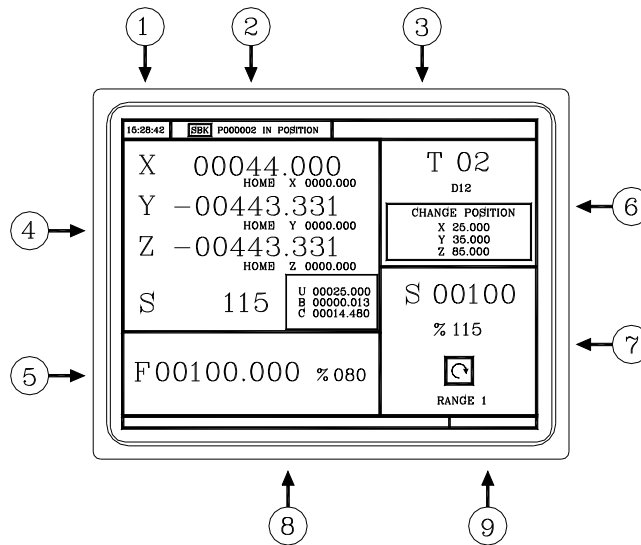 1 2 3
15:28:42 SBK P000002 IN POSITION
X 00044.000
HOME X 0000.000
Y -00443.331
HOME Y 0000.000
Z -00443.331
HOME Z 0000.000
S 115
U 00025.000
B 00000.013
C 00014.480
F00100.000 % 080
T 02
D12
CHANGE POSITION
X 25.000
Y 35.000
Z 85.000
S 00100
% 115
RANGE 1
4
5
6
7
8 9